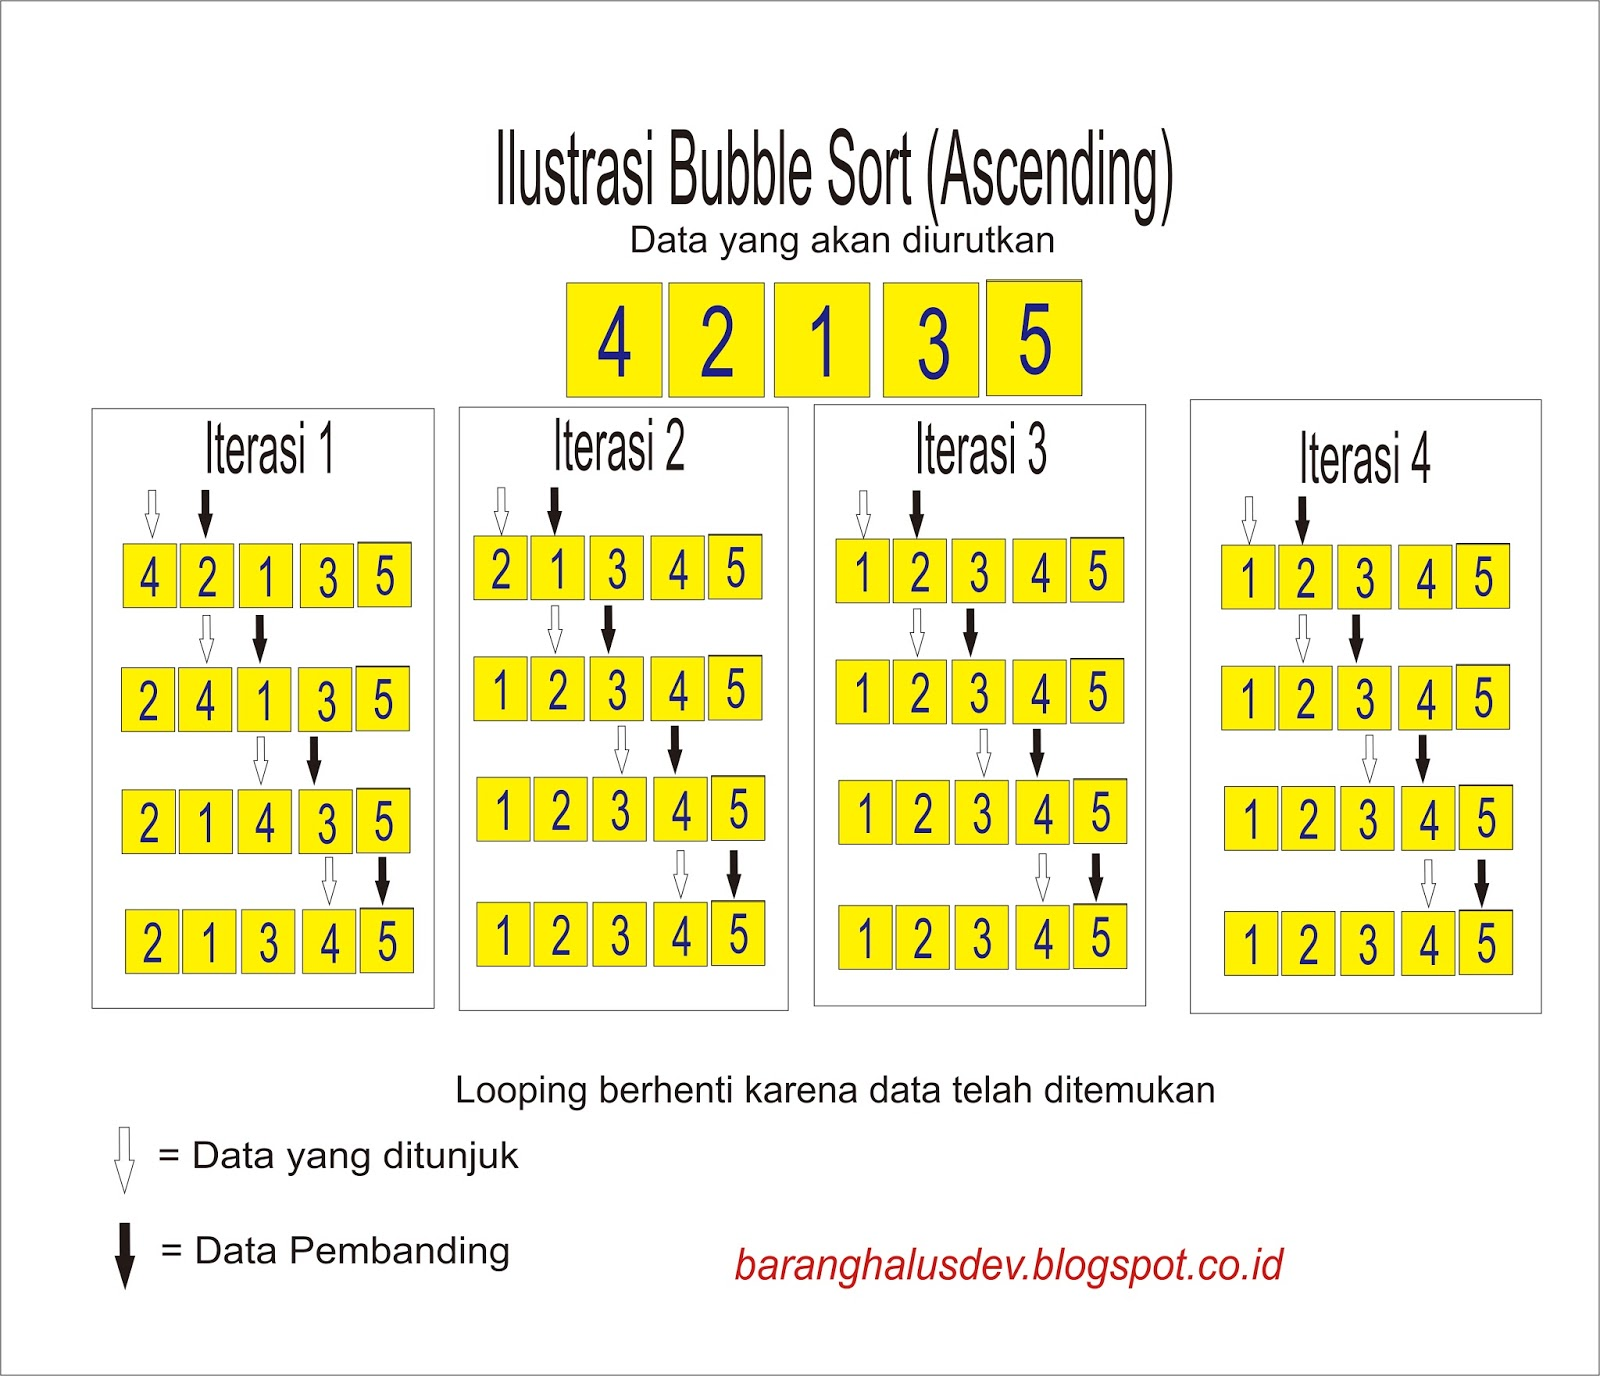 Ilustrasi Bubble Sort (Ascending)
Data yang akan diurutkan
4 2 1 3 5
Iterasi 1
4 2 1 3 5
2 4 1 3 5
2 1 4 3 5
2 1 3 4 5
Iterasi 2
2 1 3 4 5
1 2 3 4 5
1 2 3 4 5
1 2 3 4 5
Iterasi 3
1 2 3 4 5
1 2 3 4 5
1 2 3 4 5
1 2 3 4 5
Iterasi 4
1 2 3 4 5
1 2 3 4 5
1 2 3 4 5
1 2 3 4 5
Looping berhenti karena data telah ditemukan
= Data yang ditunjuk
= Data Pembanding
baranghalusdev.blogspot.co.id